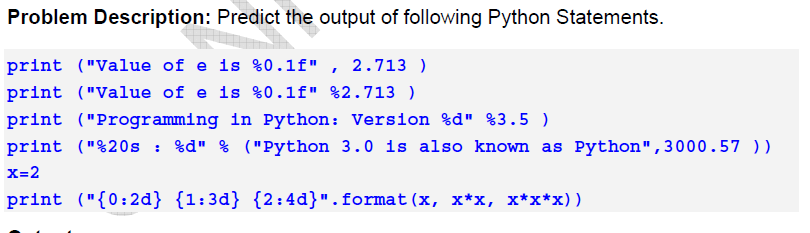 Problem Description: Predict the output of following Python Statements.
print ("Value of e is %0.1f" , 2.713 )
print ("Value of e is %0.1f" %2.713 )
print ("Programming in Python: Version %d" %3.5 )
print ("%20s : %d" % ("Python 3.0 is also known as Python",3000.57 ))
x=2
print ("{0:2d} {1:3d} {2:4d}".format(x, x*x, x*x*x))